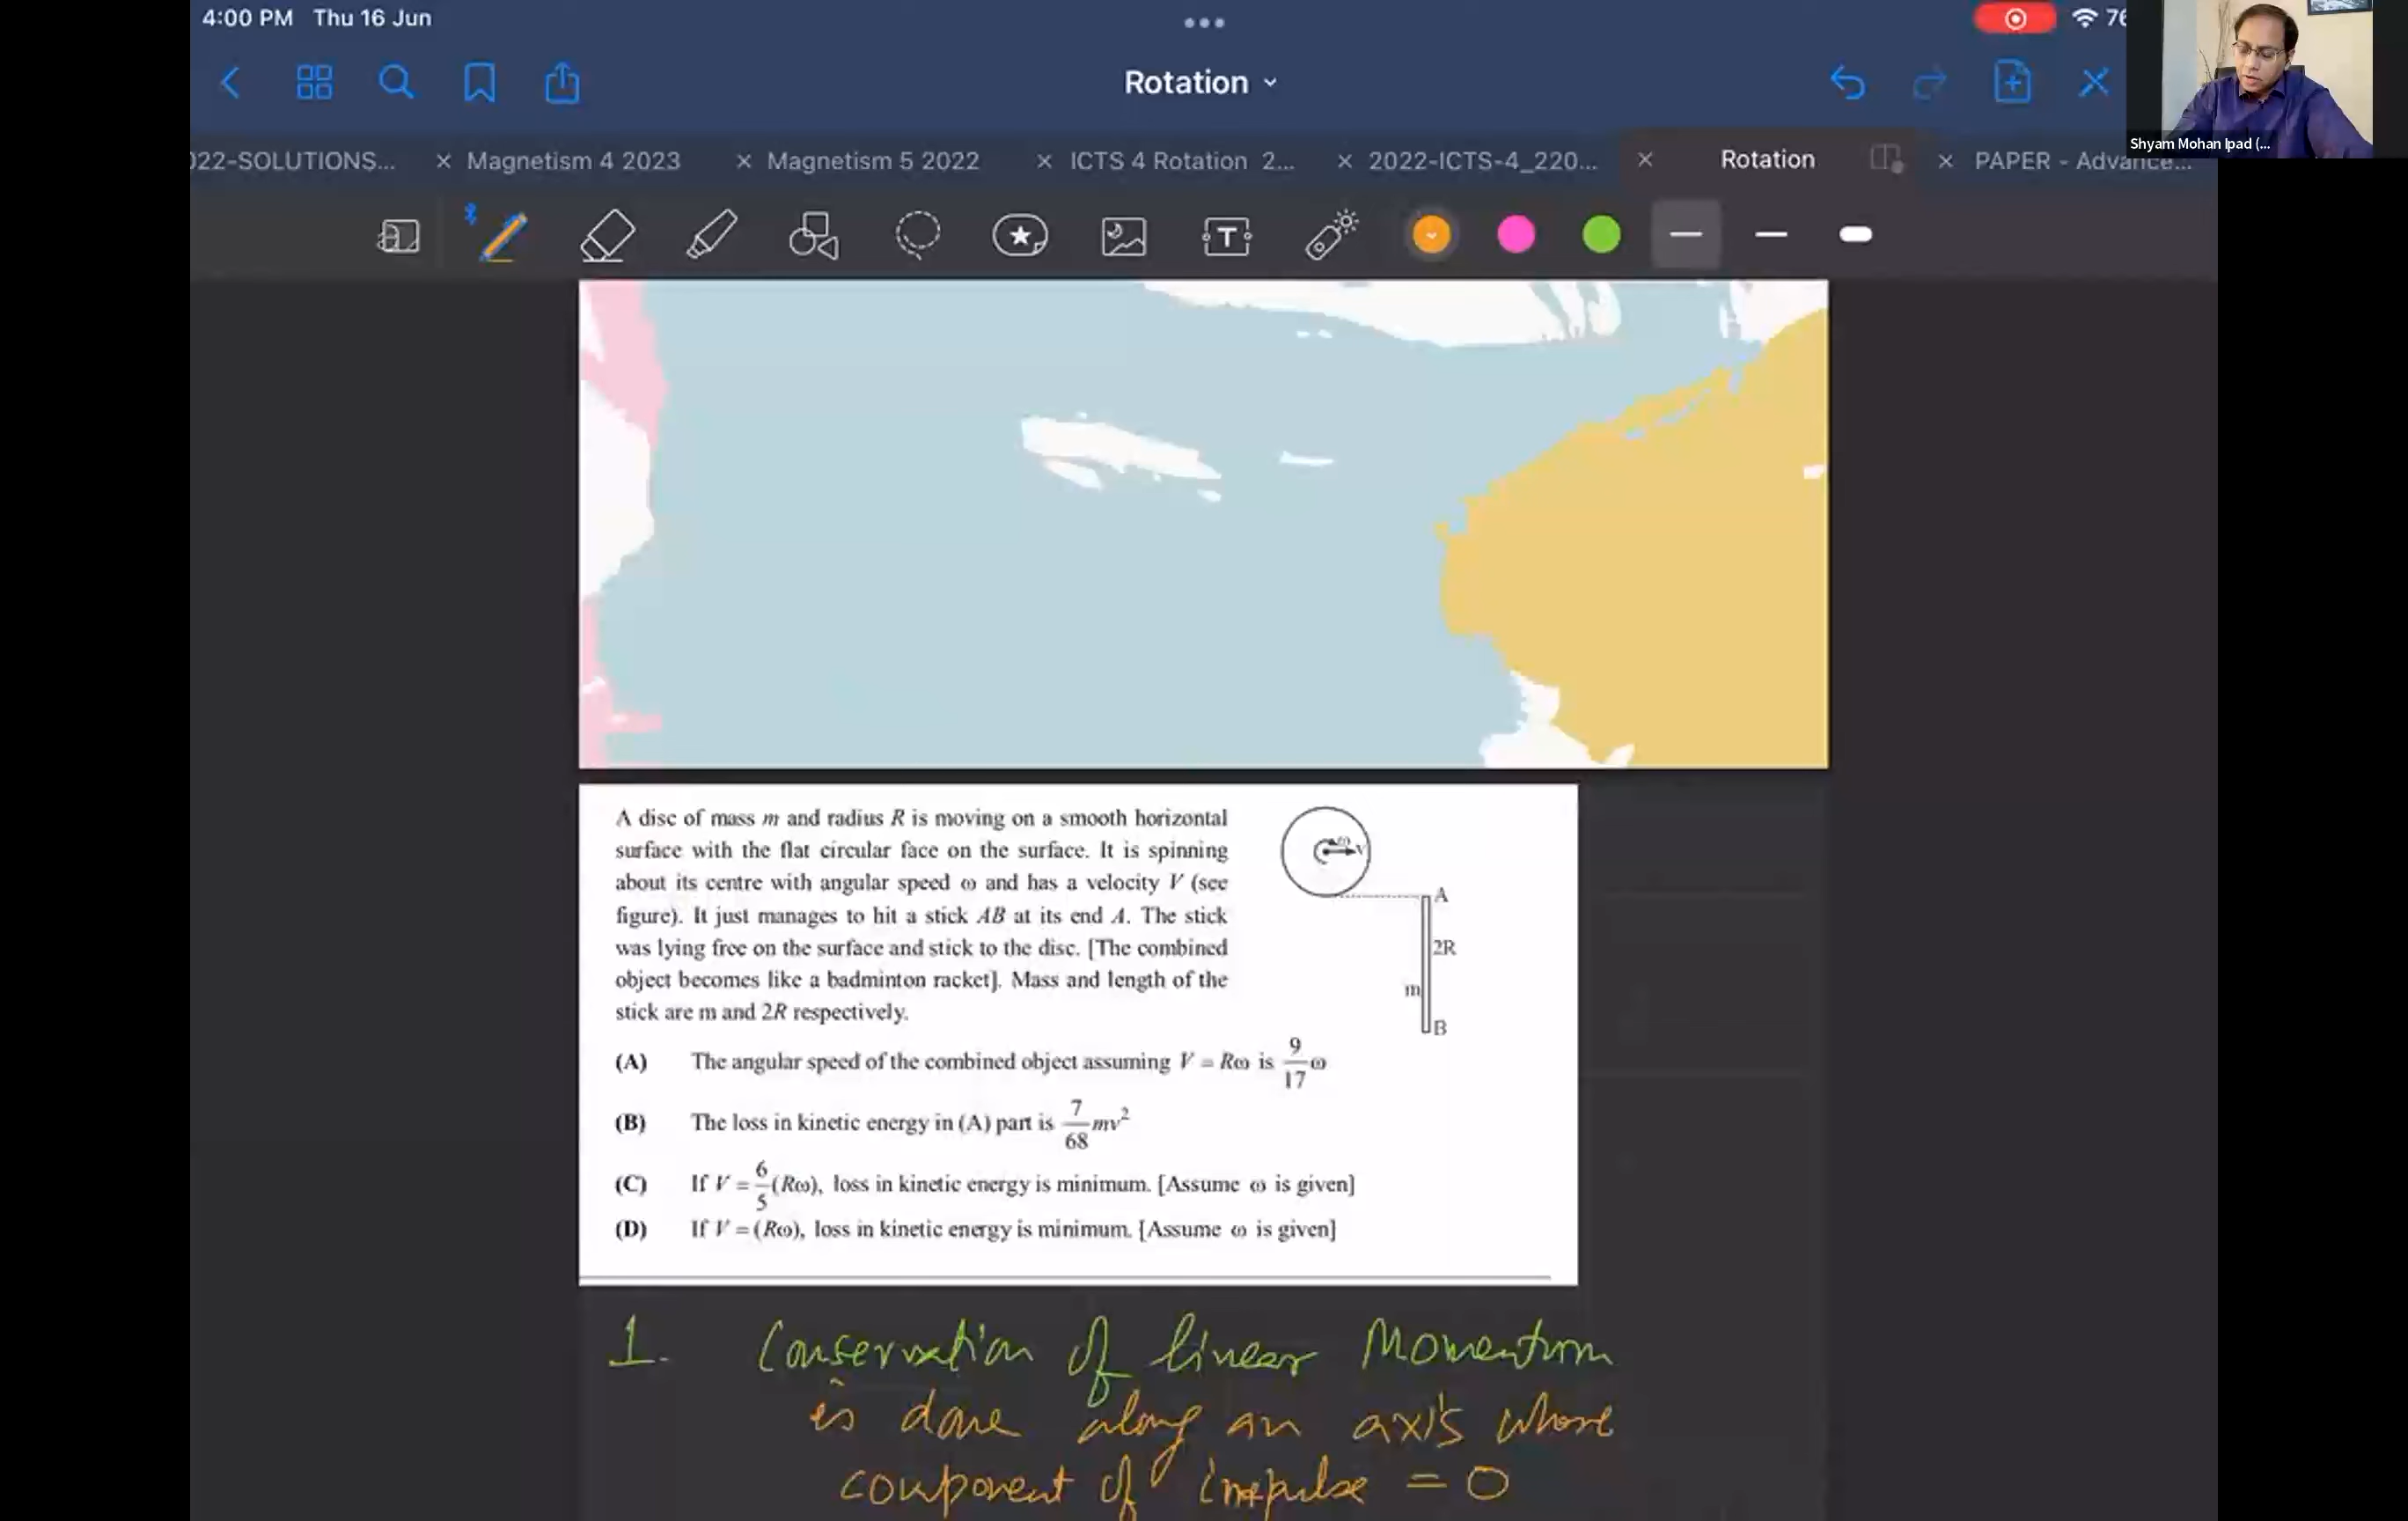 4:00 PM Thu 16 Jun
Rotation
022-SOLUTIONS...
Magnetism 4 2023
Magnetism 5 2022
ICTS 4 Rotation 2...
2022-ICTS-4_220...
Rotation
PAPER - Advance...
Shyam Mohan Ipad (...
A disc of mass m and radius R is moving on a smooth horizontal
surface with the flat circular face on the surface. It is spinning
about its centre with angular speed ω and has a velocity V (see
figure). It just manages to hit a stick AB at its end A. The stick
was lying free on the surface and stick to the disc. [The combined
object becomes like a badminton racket]. Mass and length of the
stick are m and 2R respectively.
ω V
A
2R
m
B
(A) The angular speed of the combined object assuming V = Rω is 9/17 ω
(B) The loss in kinetic energy in (A) part is 7/68 mv²
(C) If V = 6/5 (Rω), loss in kinetic energy is minimum. [Assume ω is given]
(D) If V = (Rω), loss in kinetic energy is minimum. [Assume ω is given]
1. Conservation of linear Momentum
is done along an axis whose
component of impulse = 0